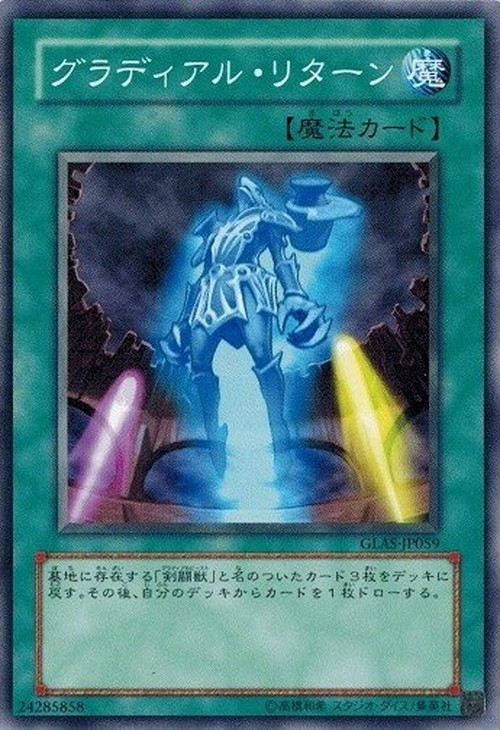 グラディアル・リターン 魔
【魔法カード】
GLAS-JP059
墓地に存在する「剣闘獣」と名のついたカード３枚をデッキに
戻す。その後、自分のデッキからカードを１枚ドローする。
24285858 ©高橋和希 スタジオ・ダイス/集英社